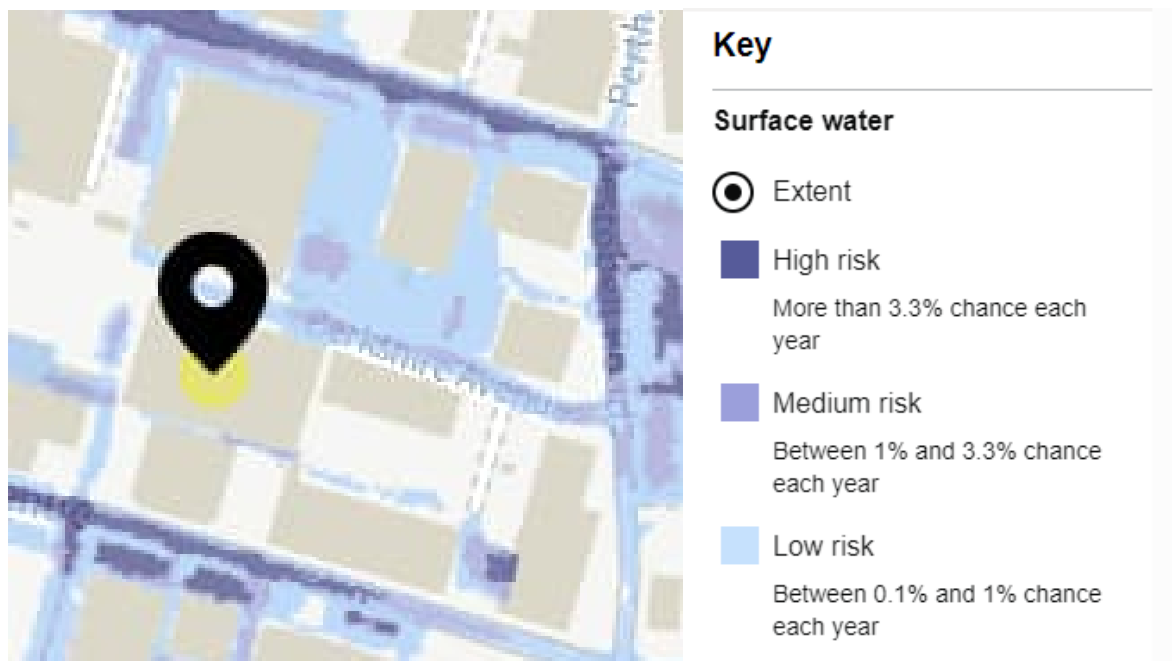 Perth
Key
Surface water
Extent
High risk
More than 3.3% chance each
year
Medium risk
Between 1% and 3.3% chance
each year
Low risk
Between 0.1% and 1% chance
each year